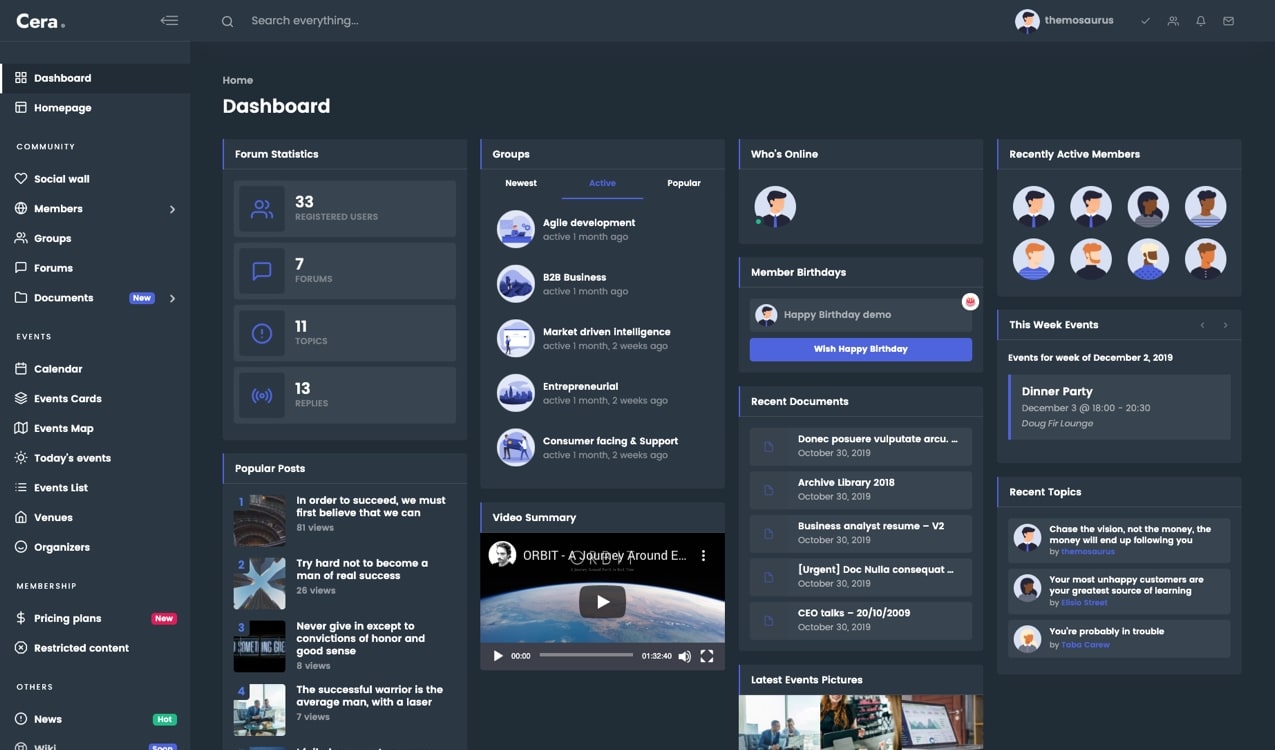 Cera.
Search everything...
themosaurus
Dashboard
Homepage
COMMUNITY
Social wall
Members
Groups
Forums
Documents New
EVENTS
Calendar
Events Cards
Events Map
Today's events
Events List
Venues
Organizers
MEMBERSHIP
Pricing plans New
Restricted content
OTHERS
News Hot
Wiki Soon
Home
Dashboard
Forum Statistics
33
REGISTERED USERS
7
FORUMS
11
TOPICS
13
REPLIES
Popular Posts
1
In order to succeed, we must
first believe that we can
81 views
2
Try hard not to become a
man of real success
26 views
3
Never give in except to
convictions of honor and
good sense
8 views
4
The successful warrior is the
average man, with a laser
7 views
Groups
Newest Active Popular
Agile development
active 1 month ago
B2B Business
active 1 month ago
Market driven intelligence
active 1 month, 2 weeks ago
Entrepreneurial
active 1 month, 2 weeks ago
Consumer facing & Support
active 1 month, 2 weeks ago
Video Summary
ORBIT - A Journey Around E...
ORBIT
00:00 01:32:40
Who's Online
Member Birthdays
Happy Birthday demo
Wish Happy Birthday
Recent Documents
Donec posuere vulputate arcu. ...
October 30, 2019
Archive Library 2018
October 30, 2019
Business analyst resume – V2
October 30, 2019
[Urgent] Doc Nulla consequat ...
October 30, 2019
CEO talks – 20/10/2009
October 30, 2019
Latest Events Pictures
Recently Active Members
This Week Events
Events for week of December 2, 2019
Dinner Party
December 3 @ 18:00 - 20:30
Doug Fir Lounge
Recent Topics
Chase the vision, not the money, the
money will end up following you
by themosaurus
Your most unhappy customers are
your greatest source of learning
by Elisio Street
You're probably in trouble
by Taba Carew